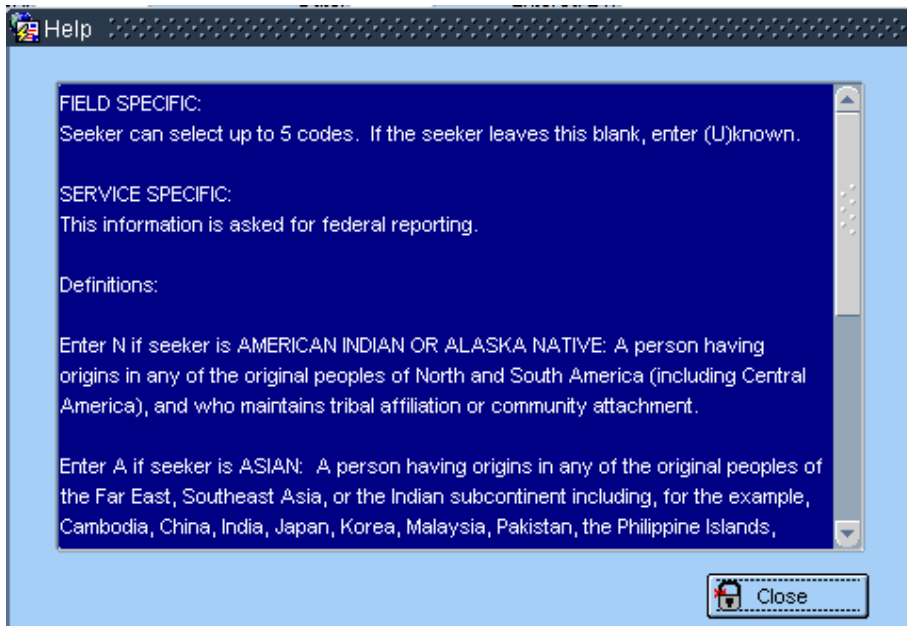 Help
FIELD SPECIFIC:
Seeker can select up to 5 codes.  If the seeker leaves this blank, enter (U)known.
SERVICE SPECIFIC:
This information is asked for federal reporting.
Definitions:
Enter N if seeker is AMERICAN INDIAN OR ALASKA NATIVE: A person having
origins in any of the original peoples of North and South America (including Central
America), and who maintains tribal affiliation or community attachment.
Enter A if seeker is ASIAN:  A person having origins in any of the original peoples of
the Far East, Southeast Asia, or the Indian subcontinent including, for the example,
Cambodia, China, India, Japan, Korea, Malaysia, Pakistan, the Philippine Islands,
Close